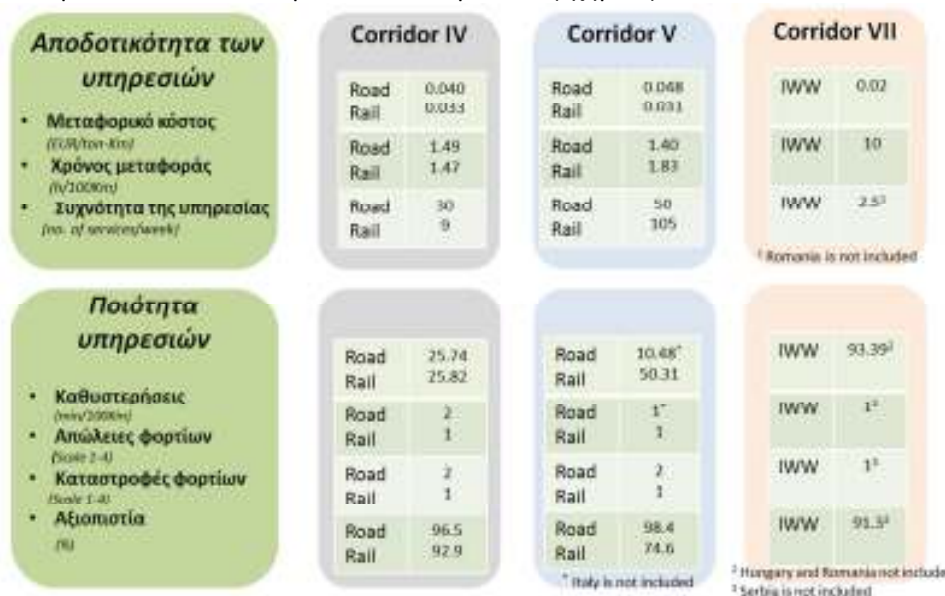 Αποδοτικότητα των
υπηρεσιών
• Μεταφορικό κόστος
(EUR/ton-Km)
• Χρόνος μεταφοράς
(h/100Km)
• Συχνότητα της υπηρεσίας
(no. of services/week)
Corridor IV
Road 0.040
Rail 0.033
Road 1.49
Rail 1.47
Road 30
Rail 9
Corridor V
Road 0.048
Rail 0.031
Road 1.40
Rail 1.83
Road 50
Rail 105
Corridor VII
IWW 0.02
IWW 10
IWW 2.5¹
¹ Romania is not included
Ποιότητα
υπηρεσιών
• Καθυστερήσεις
(min/100Km)
• Απώλειες φορτίων
(Scale 1-4)
• Καταστροφές φορτίων
(Scale 1-4)
• Αξιοπιστία
(%)
Road 25.74
Rail 25.82
Road 2
Rail 1
Road 2
Rail 1
Road 96.5
Rail 92.9
Road 10.48*
Rail 50.31
Road 1*
Rail 1
Road 2
Rail 1
Road 98.4
Rail 74.6
* Italy is not included
IWW 93.39²
IWW
IWW
IWW 91.3
² Hungary and Romania not include
³ Serbia is not included